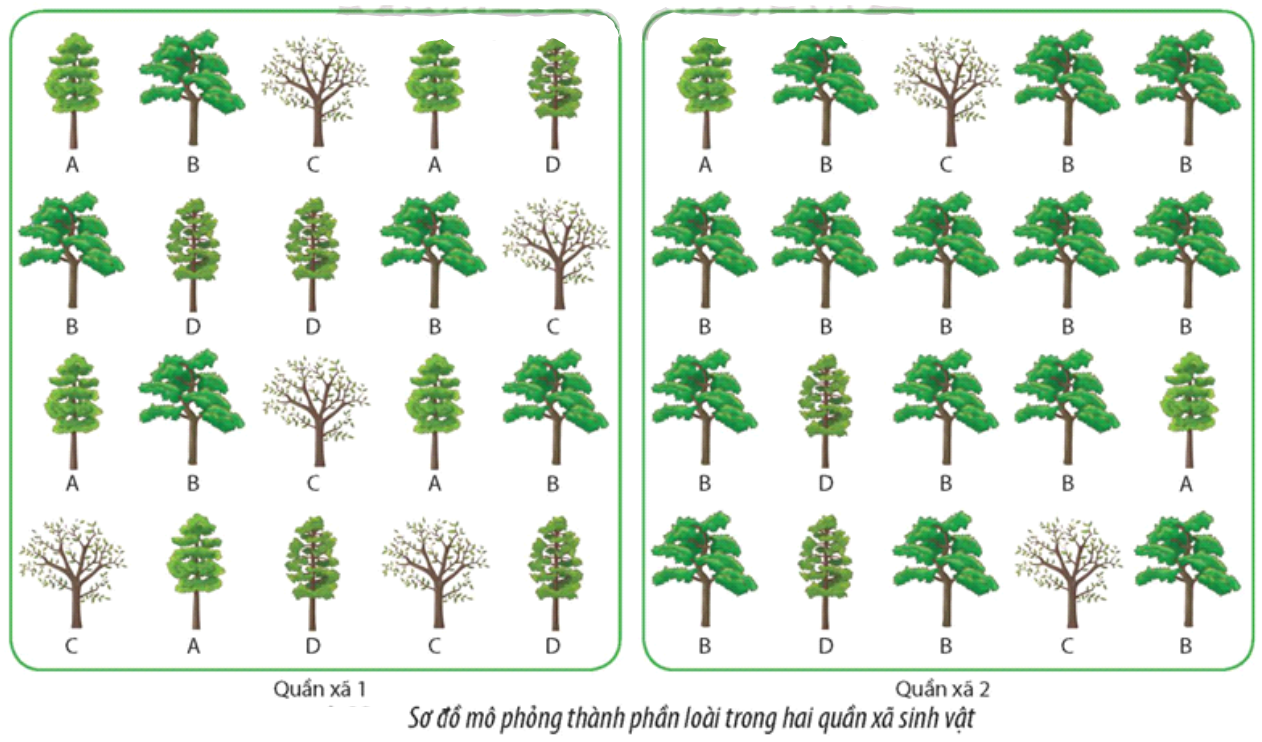 A B C A D
A B C B B
B D D B C
B B B B B
A B C A B
B D B B A
C A D C D
B D B C B
Quần xã 1
Quần xã 2
Sơ đồ mô phỏng thành phần loài trong hai quần xã sinh vật